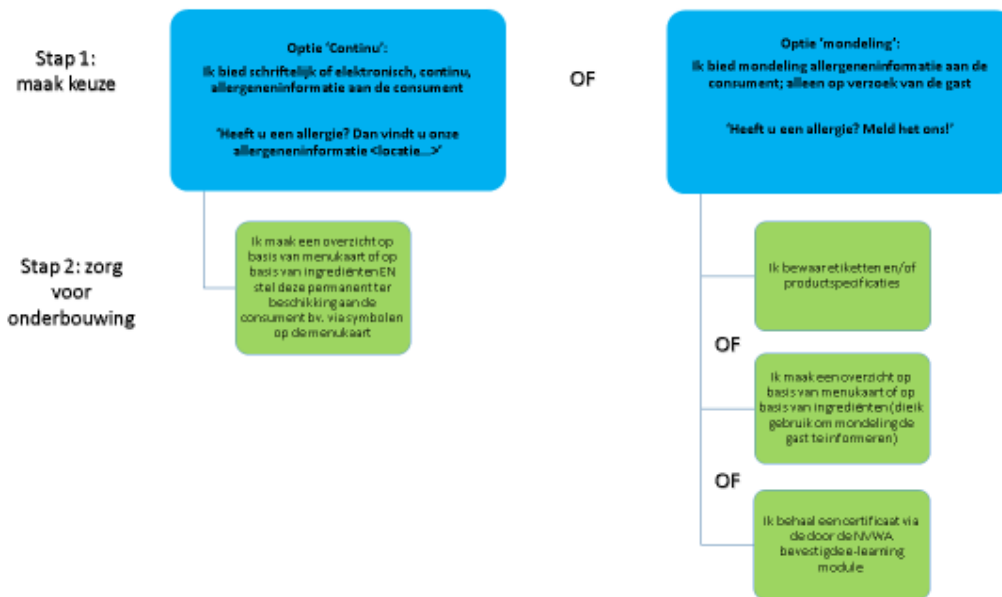 Stap 1:
maak keuze
Optie 'Continu':
Ik bied schriftelijk of elektronisch, continu,
allergeneninformatie aan de consument
'Heeft u een allergie? Dan vindt u onze
allergeneninformatie <locatie...>'
OF
Optie 'mondeling':
Ik bied mondeling allergeneninformatie aan de
consument; alleen op verzoek van de gast
'Heeft u een allergie? Meld het ons!'
Stap 2: zorg
voor
onderbouwing
Ik maak een overzicht op
basis van menukaart of op
basis van ingrediënten EN
stel deze permanent ter
beschikking aan de
consument bv. via symbolen
op de menukaart
Ik bewaar etiketten en/of
productspecificaties
OF
Ik maak een overzicht op
basis van menukaart of op
basis van ingrediënten (die ik
gebruik om mondeling de
gast te informeren)
OF
Ik behaal een certificaat via
de door de NVWA
bevestigde e-learning
module